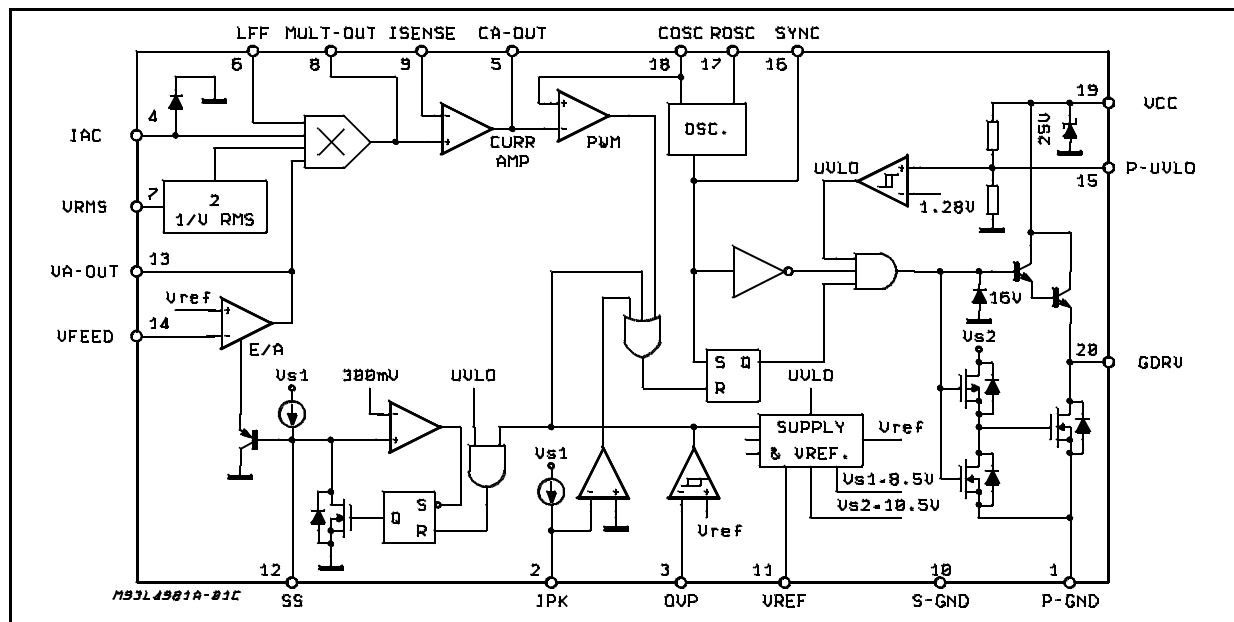 LFF MULT-OUT ISENSE CA-OUT COSC ROSC SYNC
6 8 9 5 18 17 16
4
IAC
CURR
AMP
PWM
OSC.
19
VCC
25V
UVLO
15
P-UVLO
1.28V
7
VRMS
2
1/V RMS
13
VA-OUT
Vref
14
VFEED
E/A
16V
Vs2
20
GDRV
S Q
R
Vs1
300mV
UVLO
UVLO
SUPPLY
& VREF.
Vref
Vs1
Vs1=8.5V
Vs2=10.5V
Q S
R
Vref
12 2 3 11 10 1
M93L4981A-01C
SS IPK OVP VREF S-GND P-GND